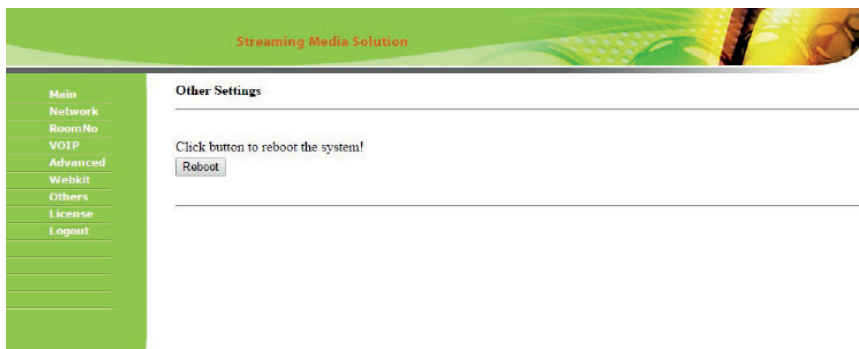 Streaming Media Solution
Main
Network
RoomNo
VOIP
Advanced
Webkit
Others
License
Logout
Other Settings
Click button to reboot the system!
Reboot